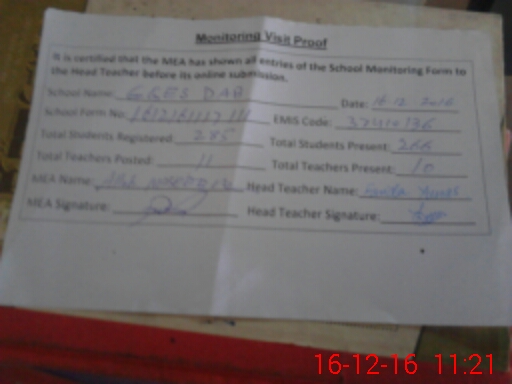 Monitoring Visit Proof
It is certified that the MEA has shown all entries of the School Monitoring Form to
the Head Teacher before its online submission.
School Name: GGES DAB Date: 16 12 2016
School Form No: EMIS Code:
Total Students Registered: 285 Total Students Present: 266
Total Teachers Posted: 11 Total Teachers Present: 10
MEA Name: Head Teacher Name:
MEA Signature: Head Teacher Signature:
16-12-16 11:21